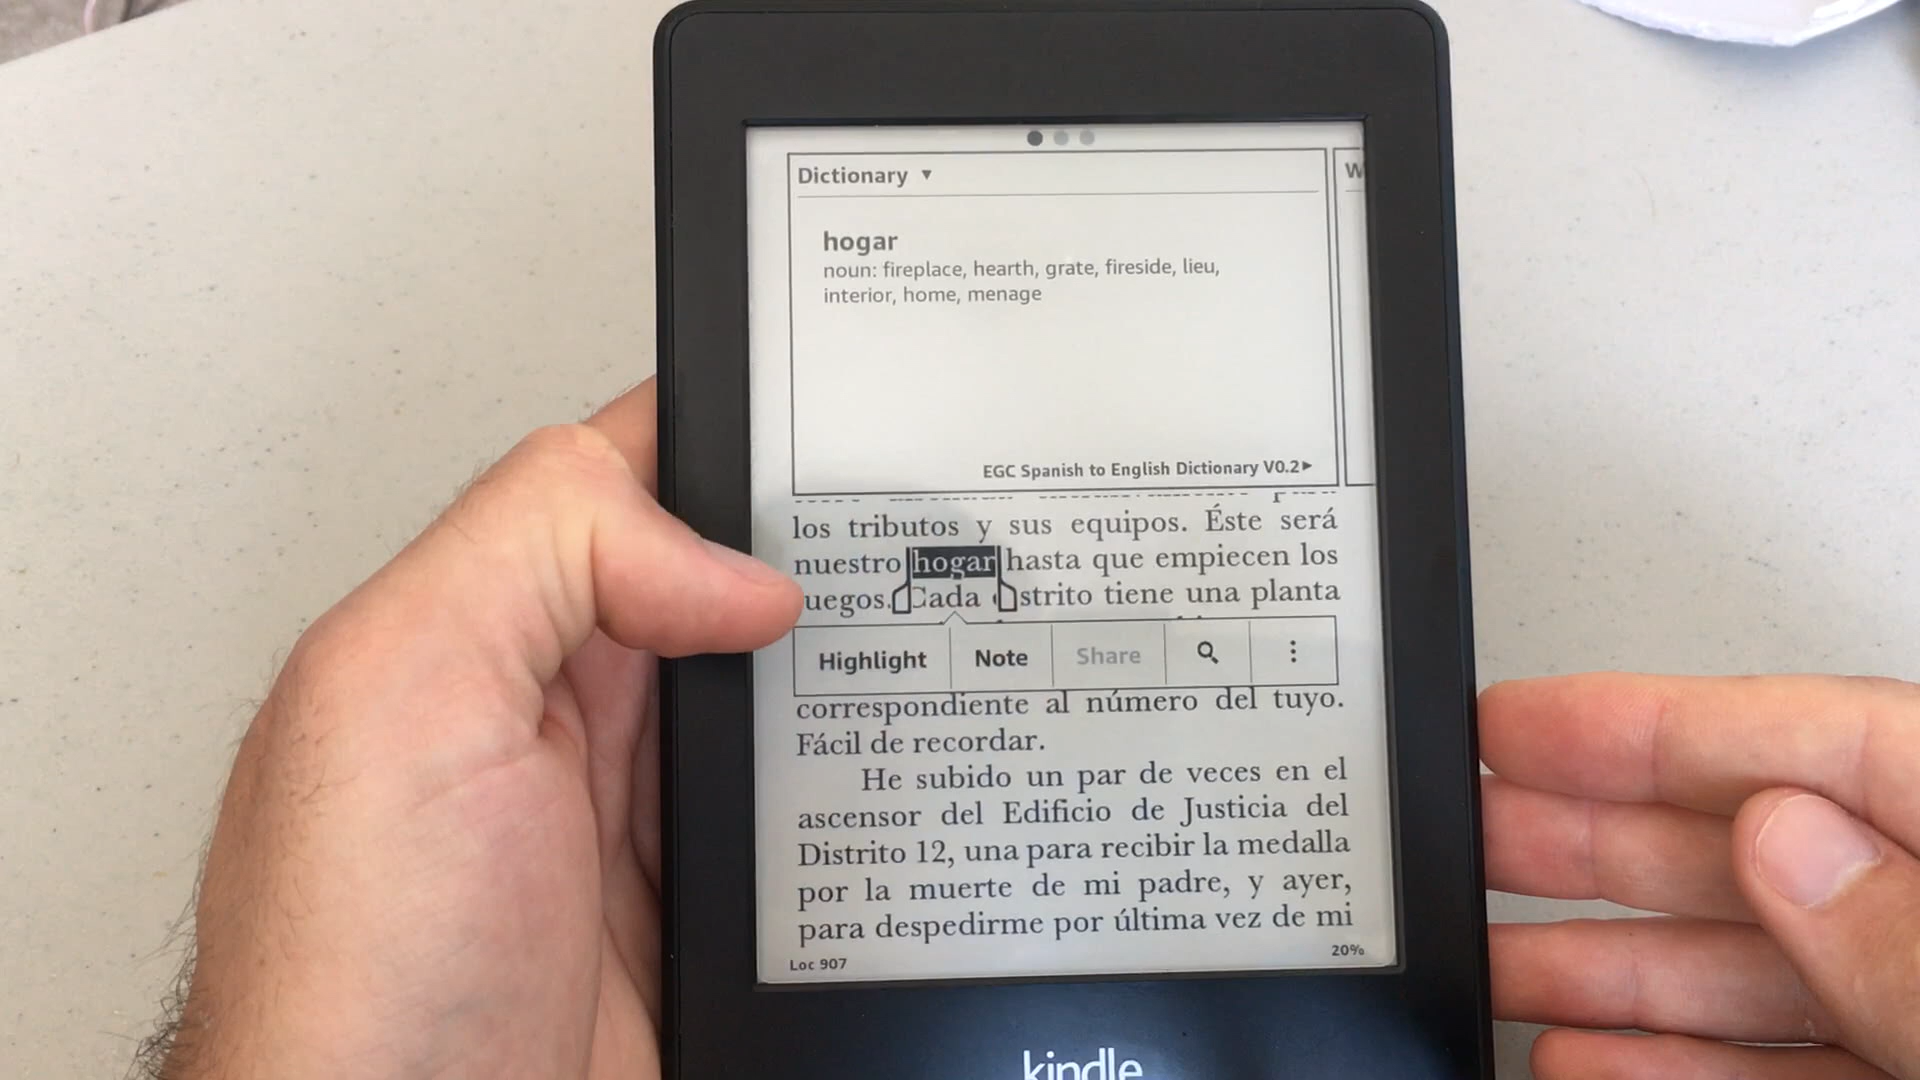 Dictionary ▼
W
hogar
noun: fireplace, hearth, grate, fireside, lieu,
interior, home, menage
EGC Spanish to English Dictionary V0.2▶
los tributos y sus equipos. Éste será
nuestro hogar hasta que empiecen los
uegos. Cada strito tiene una planta
Highlight Note Share
correspondiente al número del tuyo.
Fácil de recordar.
He subido un par de veces en el
ascensor del Edificio de Justicia del
Distrito 12, una para recibir la medalla
por la muerte de mi padre, y ayer,
para despedirme por última vez de mi
Loc 907 20%
kindle